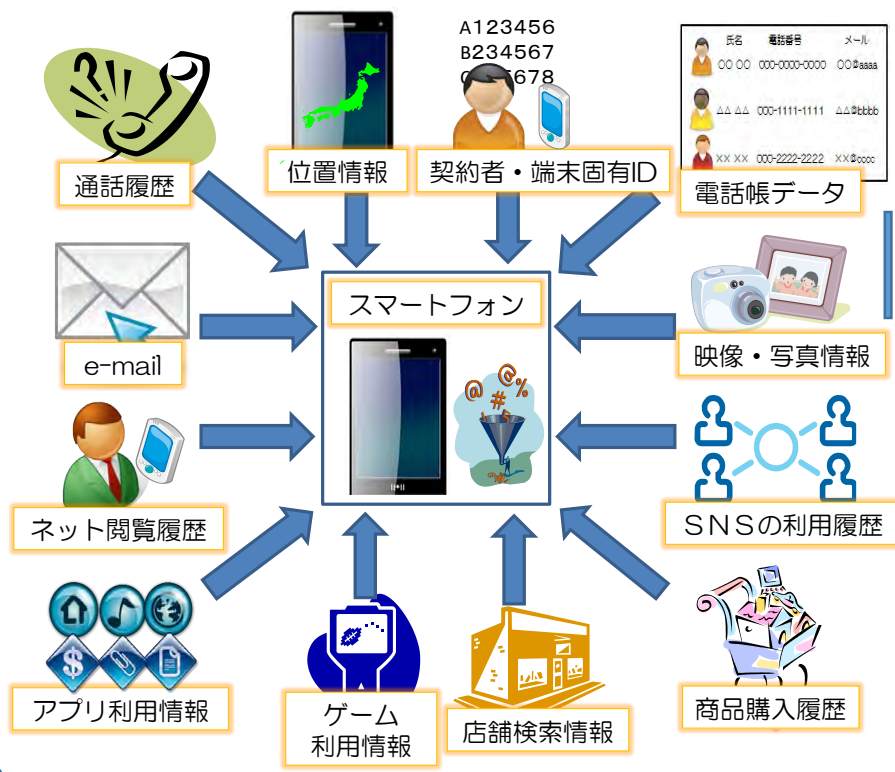 A123456
B234567
氏名 電話番号 メール
○○ ○○ 000-0000-0000 ○○@aaaa
△△ △△ 000-1111-1111 △△@bbbb
×× ×× 000-2222-2222 ××@cccc
通話履歴
位置情報
契約者・端末固有ID
電話帳データ
スマートフォン
e-mail
映像・写真情報
@ @ % #
ネット閲覧履歴
SNSの利用履歴
$
アプリ利用情報
ゲーム
利用情報
店舗検索情報
商品購入履歴